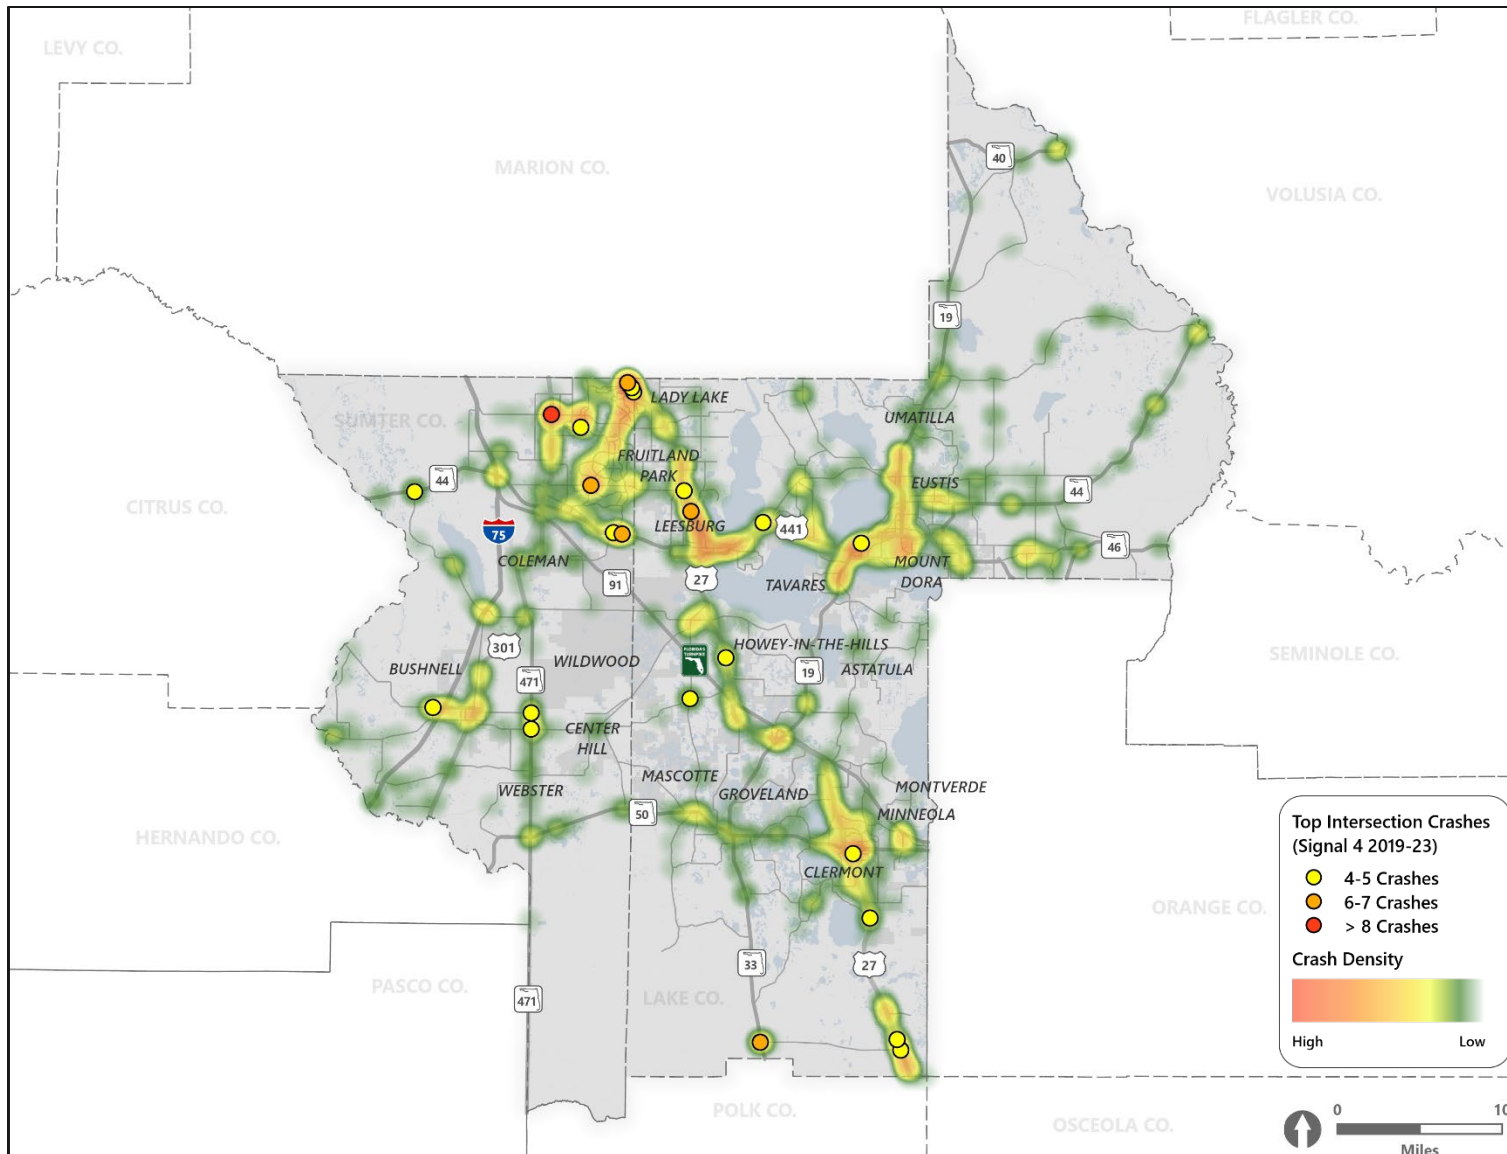 FLAGLER CO.
LEVY CO.
MARION CO.
40
VOLUSIA CO.
19
LADY LAKE
SUMTER CO.
UMATILLA
FRUITLAND
PARK
44
EUSTIS
44
CITRUS CO.
LEESBURG
441
75
46
COLEMAN
MOUNT
DORA
91
27
TAVARES
301
HOWEY-IN-THE-HILLS
SEMINOLE CO.
BUSHNELL
WILDWOOD
FLORIDA'S
TURNPIKE
19
ASTATULA
471
CENTER
HILL
MASCOTTE
WEBSTER
GROVELAND
MONTVERDE
50
MINNEOLA
HERNANDO CO.
CLERMONT
ORANGE CO.
33
27
PASCO CO.
471
LAKE CO.
POLK CO.
OSCEOLA CO.
Top Intersection Crashes
(Signal 4 2019-23)
4-5 Crashes
6-7 Crashes
> 8 Crashes
Crash Density
High Low
0 10
Miles